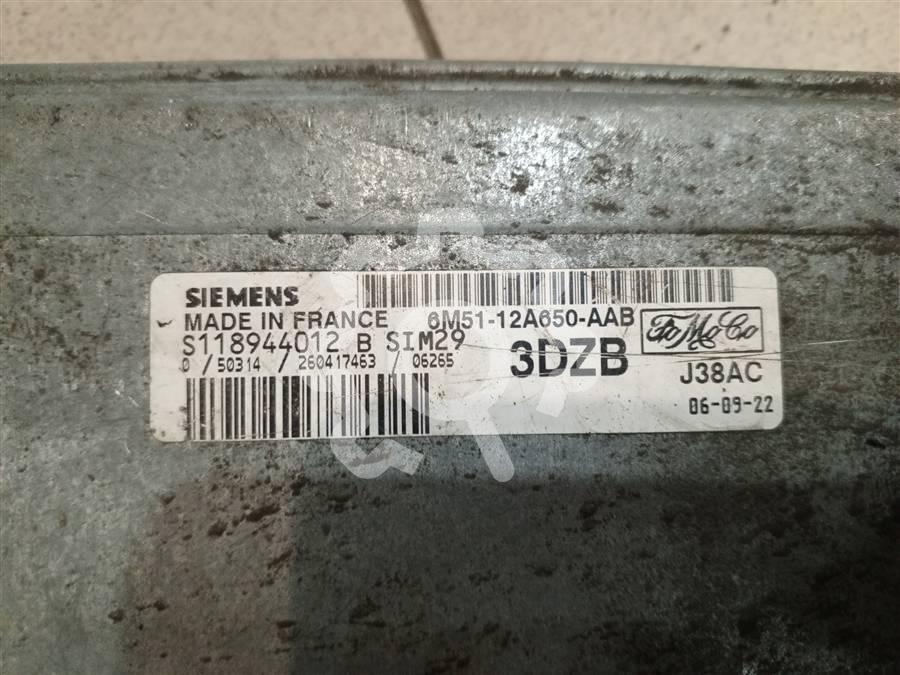 SIEMENS
MADE IN FRANCE 6M51-12A650-AAB
S118944012 B SIM29
0 / 50314 / 260417463 / 06265
3DZB
FoMoCo
J38AC
06-09-22